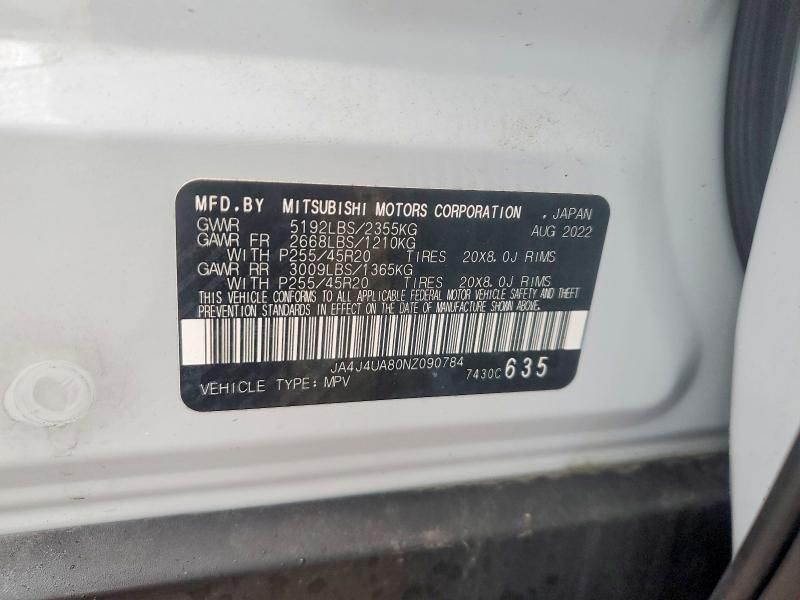 MFD.BY MITSUBISHI MOTORS CORPORATION , JAPAN
GVWR 5192LBS/2355KG AUG 2022
GAWR FR 2668LBS/1210KG
WITH P255/45R20 TIRES 20X8.0J RIMS
GAWR RR 3009LBS/1365KG
WITH P255/45R20 TIRES 20X8.0J RIMS
THIS VEHICLE CONFORMS TO ALL APPLICABLE FEDERAL MOTOR VEHICLE SAFETY AND THEFT
PREVENTION STANDARDS IN EFFECT ON THE DATE OF MANUFACTURE SHOWN ABOVE.
JA4J4UA80NZ090784
VEHICLE TYPE: MPV 7430C 635